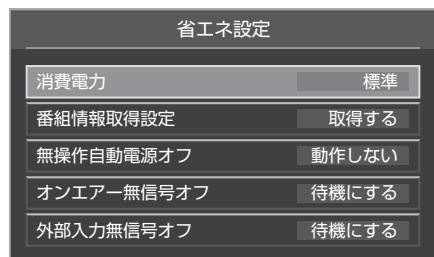 省エネ設定
消費電力 標準
番組情報取得設定 取得する
無操作自動電源オフ 動作しない
オンエアー無信号オフ 待機にする
外部入力無信号オフ 待機にする